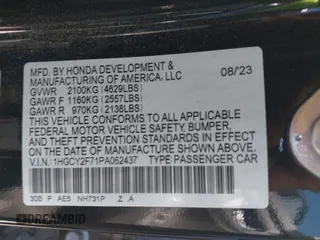 MFD. BY HONDA DEVELOPMENT &
MANUFACTURING OF AMERICA, LLC
08/23
GVWR 2100KG (4629LBS)
GAWR F 1160KG (2557LBS)
GAWR R 970KG (2138LBS)
THIS VEHICLE CONFORMS TO ALL APPLICABLE
FEDERAL MOTOR VEHICLE SAFETY, BUMPER,
AND THEFT PREVENTION STANDARDS IN EFFECT
ON THE DATE OF MANUFACTURE SHOWN ABOVE.
V.I.N.: 1HGCY2F71PA062437 TYPE: PASSENGER CAR
30B P AE5 NH731P Z .A
DREAMBID